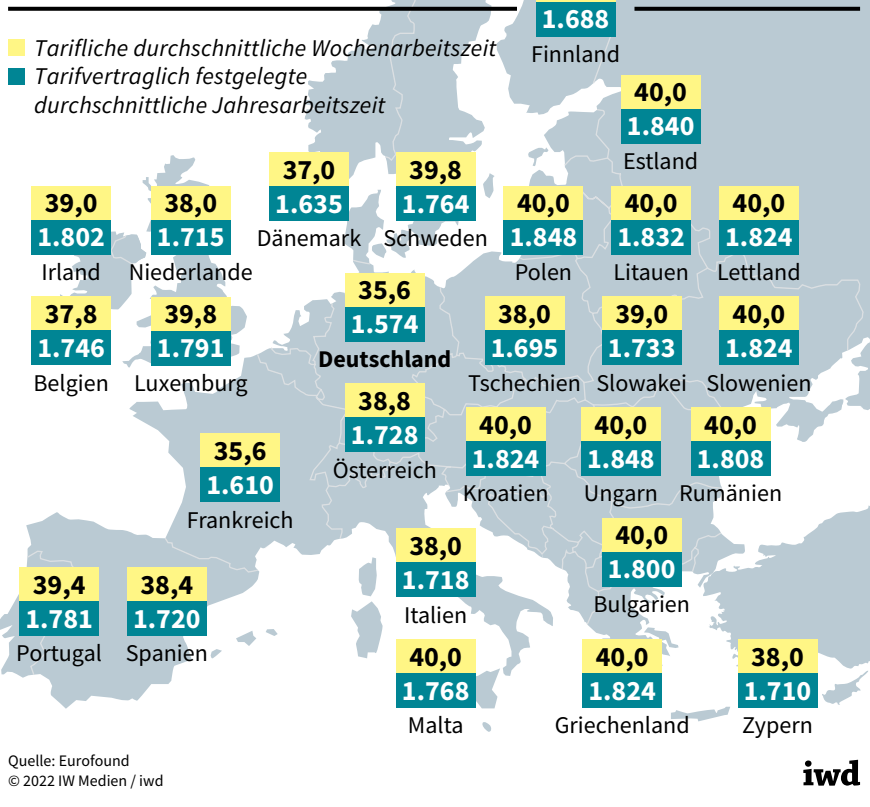 1.688
Finnland
Tarifliche durchschnittliche Wochenarbeitszeit
Tarifvertraglich festgelegte
durchschnittliche Jahresarbeitszeit
40,0
1.840
Estland
37,0
1.635
Dänemark
39,8
1.764
Schweden
39,0
1.802
Irland
38,0
1.715
Niederlande
40,0
1.848
Polen
40,0
1.832
Litauen
40,0
1.824
Lettland
35,6
1.574
Deutschland
37,8
1.746
Belgien
39,8
1.791
Luxemburg
38,0
1.695
Tschechien
39,0
1.733
Slowakei
40,0
1.824
Slowenien
38,8
1.728
Österreich
40,0
1.824
Kroatien
40,0
1.848
Ungarn
40,0
1.808
Rumänien
35,6
1.610
Frankreich
38,0
1.718
Italien
40,0
1.800
Bulgarien
39,4
1.781
Portugal
38,4
1.720
Spanien
40,0
1.768
Malta
40,0
1.824
Griechenland
38,0
1.710
Zypern
Quelle: Eurofound
© 2022 IW Medien / iwd
iwd